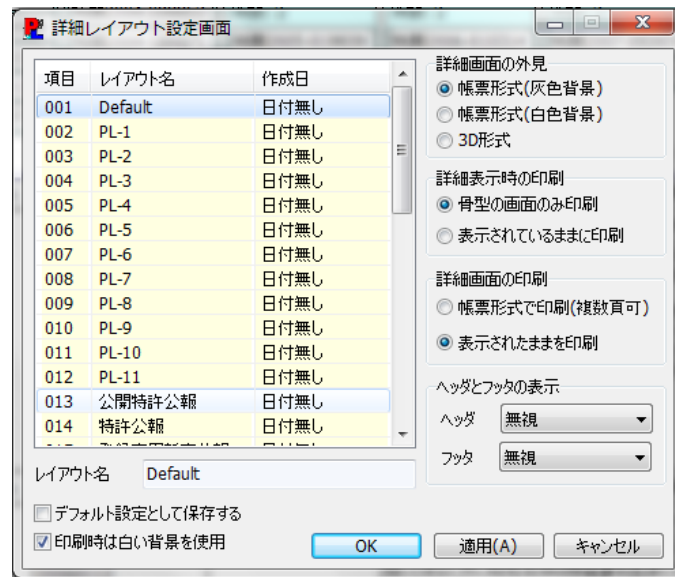 詳細レイアウト設定画面
項目 レイアウト名 作成日
001 Default 日付無し
002 PL-1 日付無し
003 PL-2 日付無し
004 PL-3 日付無し
005 PL-4 日付無し
006 PL-5 日付無し
007 PL-6 日付無し
008 PL-7 日付無し
009 PL-8 日付無し
010 PL-9 日付無し
011 PL-10 日付無し
012 PL-11 日付無し
013 公開特許公報 日付無し
014 特許公報 日付無し
レイアウト名 Default
デフォルト設定として保存する
印刷時は白い背景を使用
詳細画面の外見
帳票形式(灰色背景)
帳票形式(白色背景)
3D形式
詳細表示時の印刷
骨型の画面のみ印刷
表示されているままに印刷
詳細画面の印刷
帳票形式で印刷(複数頁可)
表示されたままを印刷
ヘッダとフッタの表示
ヘッダ 無視
フッタ 無視
OK 適用(A) キャンセル